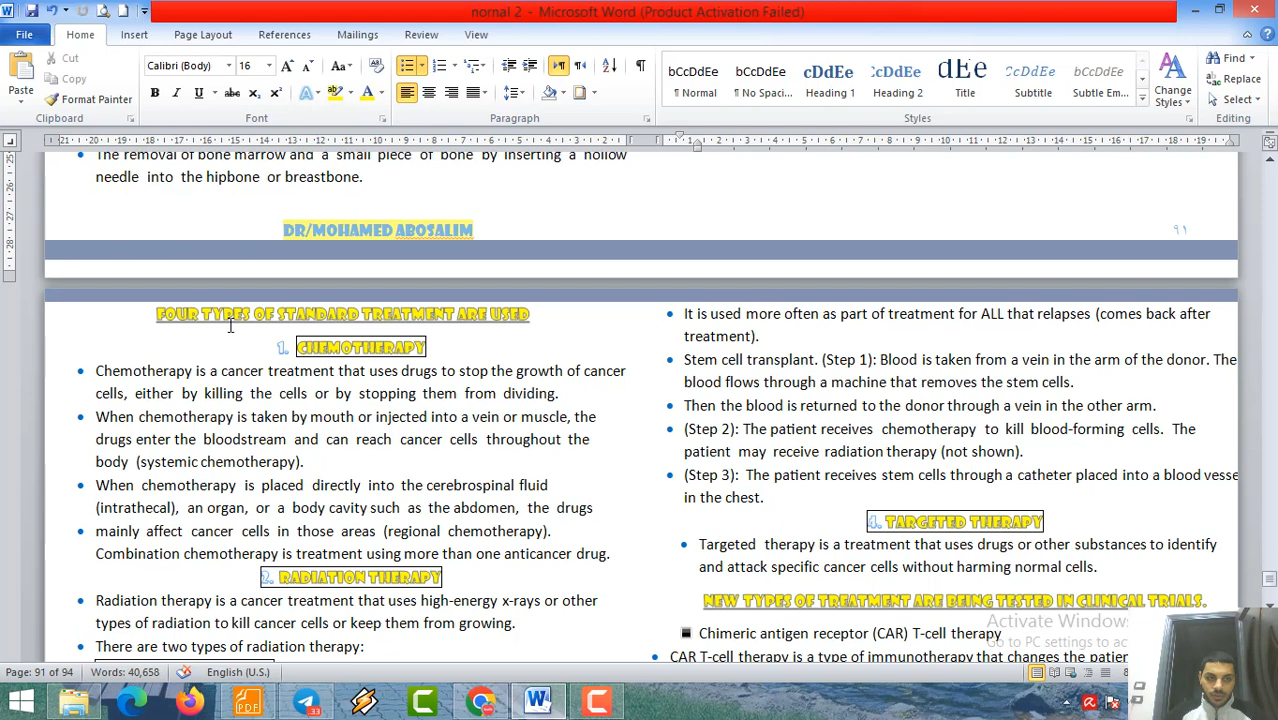 nornal 2 - Microsoft Word (Product Activation Failed)
File Home Insert Page Layout References Mailings Review View
Paste
Cut
Copy
Format Painter
Clipboard
Calibri (Body) 16
Font
Paragraph
bCcDdEe ¶ Normal
bCcDdEe ¶ No Spaci...
cDdEe Heading 1
CcDdEe Heading 2
dEe Title
CcDdEe Subtitle
bCcDdEe Subtle Em...
Change Styles
Styles
Find
Replace
Select
Editing
The removal of bone marrow and a small piece of bone by inserting a hollow
needle into the hipbone or breastbone.
DR/MOHAMED ABOSALIM
٩١
FOUR TYPES OF STANDARD TREATMENT ARE USED
1. CHEMOTHERAPY
Chemotherapy is a cancer treatment that uses drugs to stop the growth of cancer
cells, either by killing the cells or by stopping them from dividing.
When chemotherapy is taken by mouth or injected into a vein or muscle, the
drugs enter the bloodstream and can reach cancer cells throughout the
body (systemic chemotherapy).
When chemotherapy is placed directly into the cerebrospinal fluid
(intrathecal), an organ, or a body cavity such as the abdomen, the drugs
mainly affect cancer cells in those areas (regional chemotherapy).
Combination chemotherapy is treatment using more than one anticancer drug.
2. RADIATION THERAPY
Radiation therapy is a cancer treatment that uses high-energy x-rays or other
types of radiation to kill cancer cells or keep them from growing.
There are two types of radiation therapy:
It is used more often as part of treatment for ALL that relapses (comes back after
treatment).
Stem cell transplant. (Step 1): Blood is taken from a vein in the arm of the donor. The
blood flows through a machine that removes the stem cells.
Then the blood is returned to the donor through a vein in the other arm.
(Step 2): The patient receives chemotherapy to kill blood-forming cells. The
patient may receive radiation therapy (not shown).
(Step 3): The patient receives stem cells through a catheter placed into a blood vesse
in the chest.
4. TARGETED THERAPY
Targeted therapy is a treatment that uses drugs or other substances to identify
and attack specific cancer cells without harming normal cells.
NEW TYPES OF TREATMENT ARE BEING TESTED IN CLINICAL TRIALS.
Chimeric antigen receptor (CAR) T-cell therapy
CAR T-cell therapy is a type of immunotherapy that changes the patien
Activate Windows
Go to PC settings to ac
Page: 91 of 94 Words: 40,658 English (U.S.)
33